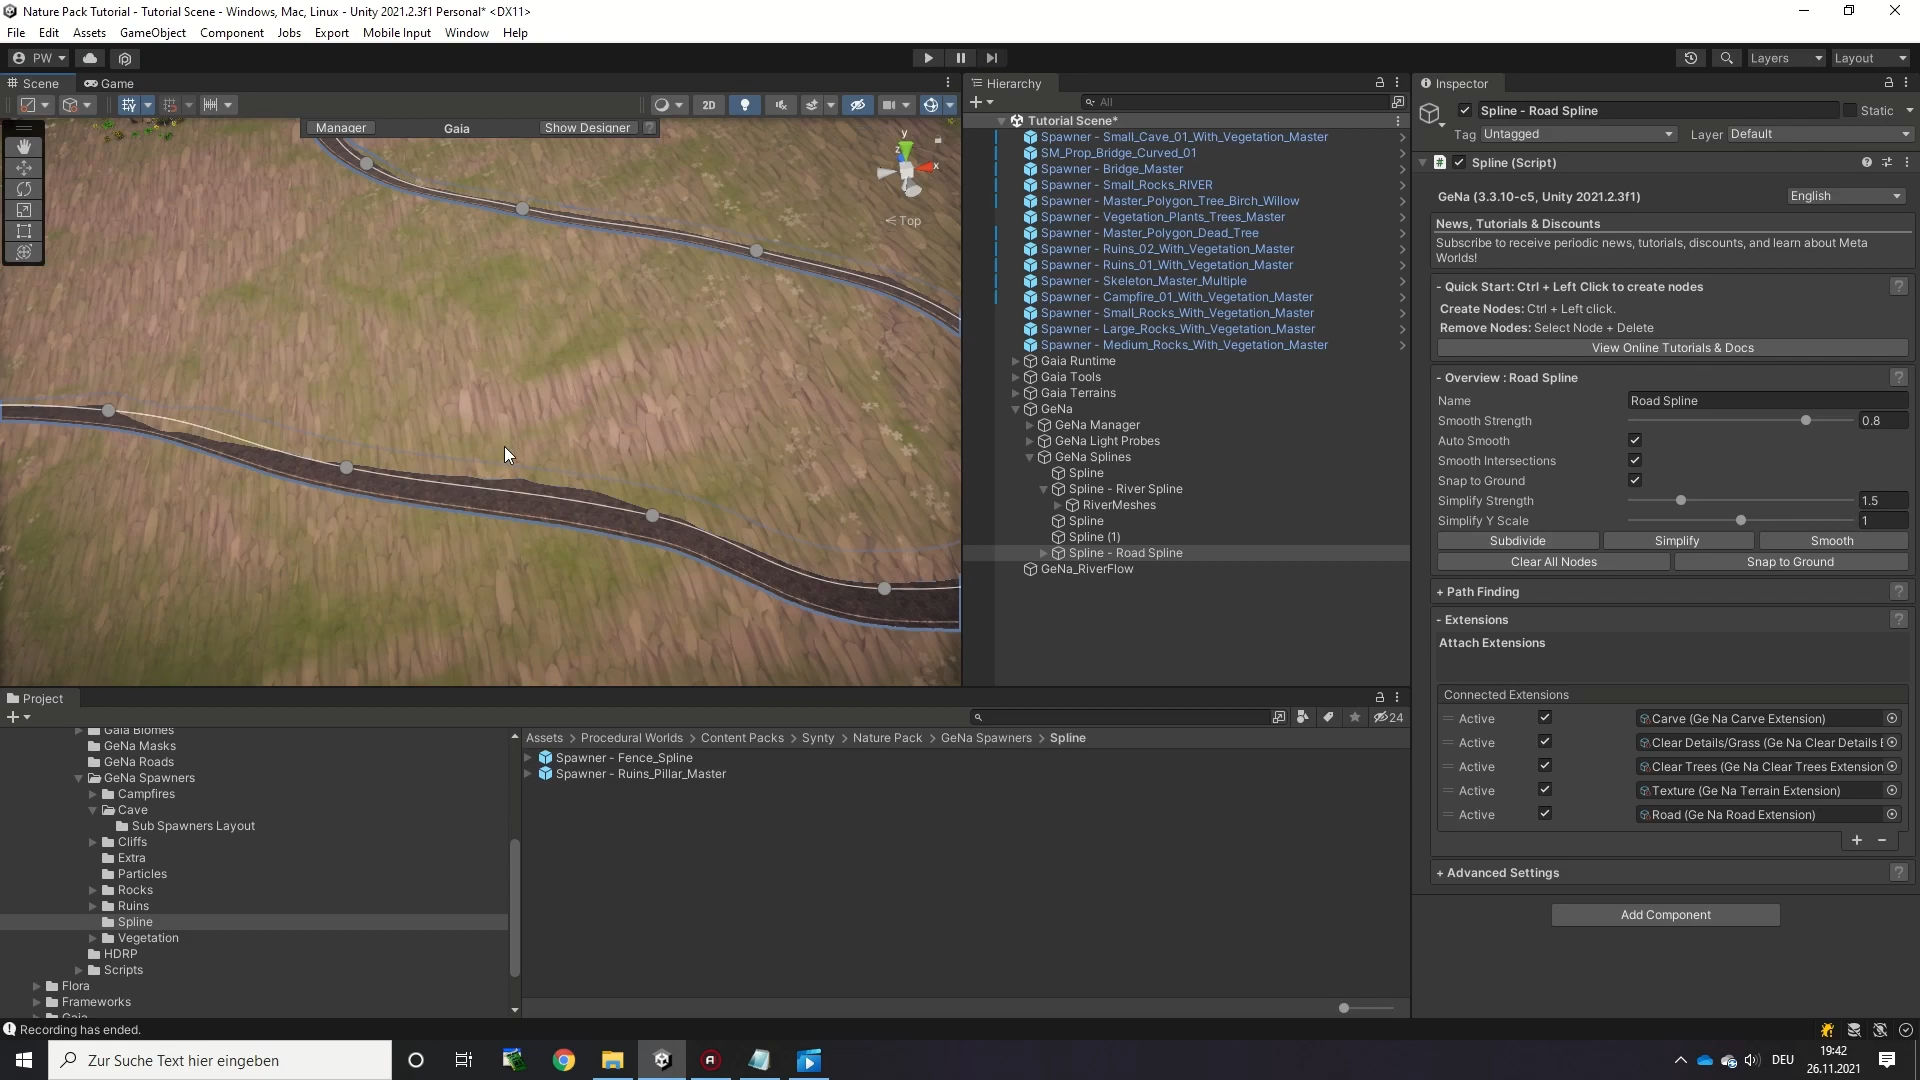 Nature Pack Tutorial - Tutorial Scene - Windows, Mac, Linux - Unity 2021.2.3f1 Personal* <DX11>
File Edit Assets GameObject Component Jobs Export Mobile Input Window Help
PW Layers Layout
Scene Game
2D
Manager Gaia Show Designer ?
y
z
x
< Top
Hierarchy
All
Tutorial Scene*
Spawner - Small_Cave_01_With_Vegetation_Master
SM_Prop_Bridge_Curved_01
Spawner - Bridge_Master
Spawner - Small_Rocks_RIVER
Spawner - Master_Polygon_Tree_Birch_Willow
Spawner - Vegetation_Plants_Trees_Master
Spawner - Master_Polygon_Dead_Tree
Spawner - Ruins_02_With_Vegetation_Master
Spawner - Ruins_01_With_Vegetation_Master
Spawner - Skeleton_Master_Multiple
Spawner - Campfire_01_With_Vegetation_Master
Spawner - Small_Rocks_With_Vegetation_Master
Spawner - Large_Rocks_With_Vegetation_Master
Spawner - Medium_Rocks_With_Vegetation_Master
Gaia Runtime
Gaia Tools
Gaia Terrains
GeNa
GeNa Manager
GeNa Light Probes
GeNa Splines
Spline
Spline - River Spline
RiverMeshes
Spline
Spline (1)
Spline - Road Spline
GeNa_RiverFlow
Inspector
Spline - Road Spline Static
Tag Untagged Layer Default
# Spline (Script)
GeNa (3.3.10-c5, Unity 2021.2.3f1) English
News, Tutorials & Discounts
Subscribe to receive periodic news, tutorials, discounts, and learn about Meta
Worlds!
- Quick Start: Ctrl + Left Click to create nodes ?
Create Nodes: Ctrl + Left click.
Remove Nodes: Select Node + Delete
View Online Tutorials & Docs
- Overview : Road Spline ?
Name Road Spline
Smooth Strength 0.8
Auto Smooth
Smooth Intersections
Snap to Ground
Simplify Strength 1.5
Simplify Y Scale 1
Subdivide Simplify Smooth
Clear All Nodes Snap to Ground
+ Path Finding ?
- Extensions ?
Attach Extensions
Connected Extensions
Active Carve (Ge Na Carve Extension)
Active Clear Details/Grass (Ge Na Clear Details E
Active Clear Trees (Ge Na Clear Trees Extension
Active Texture (Ge Na Terrain Extension)
Active Road (Ge Na Road Extension)
+ -
+ Advanced Settings ?
Add Component
Project
24
Gaia Biomes
GeNa Masks
GeNa Roads
GeNa Spawners
Campfires
Cave
Sub Spawners Layout
Cliffs
Extra
Particles
Rocks
Ruins
Spline
Vegetation
HDRP
Scripts
Flora
Frameworks
Gaia
Assets > Procedural Worlds > Content Packs > Synty > Nature Pack > GeNa Spawners > Spline
Spawner - Fence_Spline
Spawner - Ruins_Pillar_Master
Recording has ended.
Zur Suche Text hier eingeben
DEU
19:42
26.11.2021